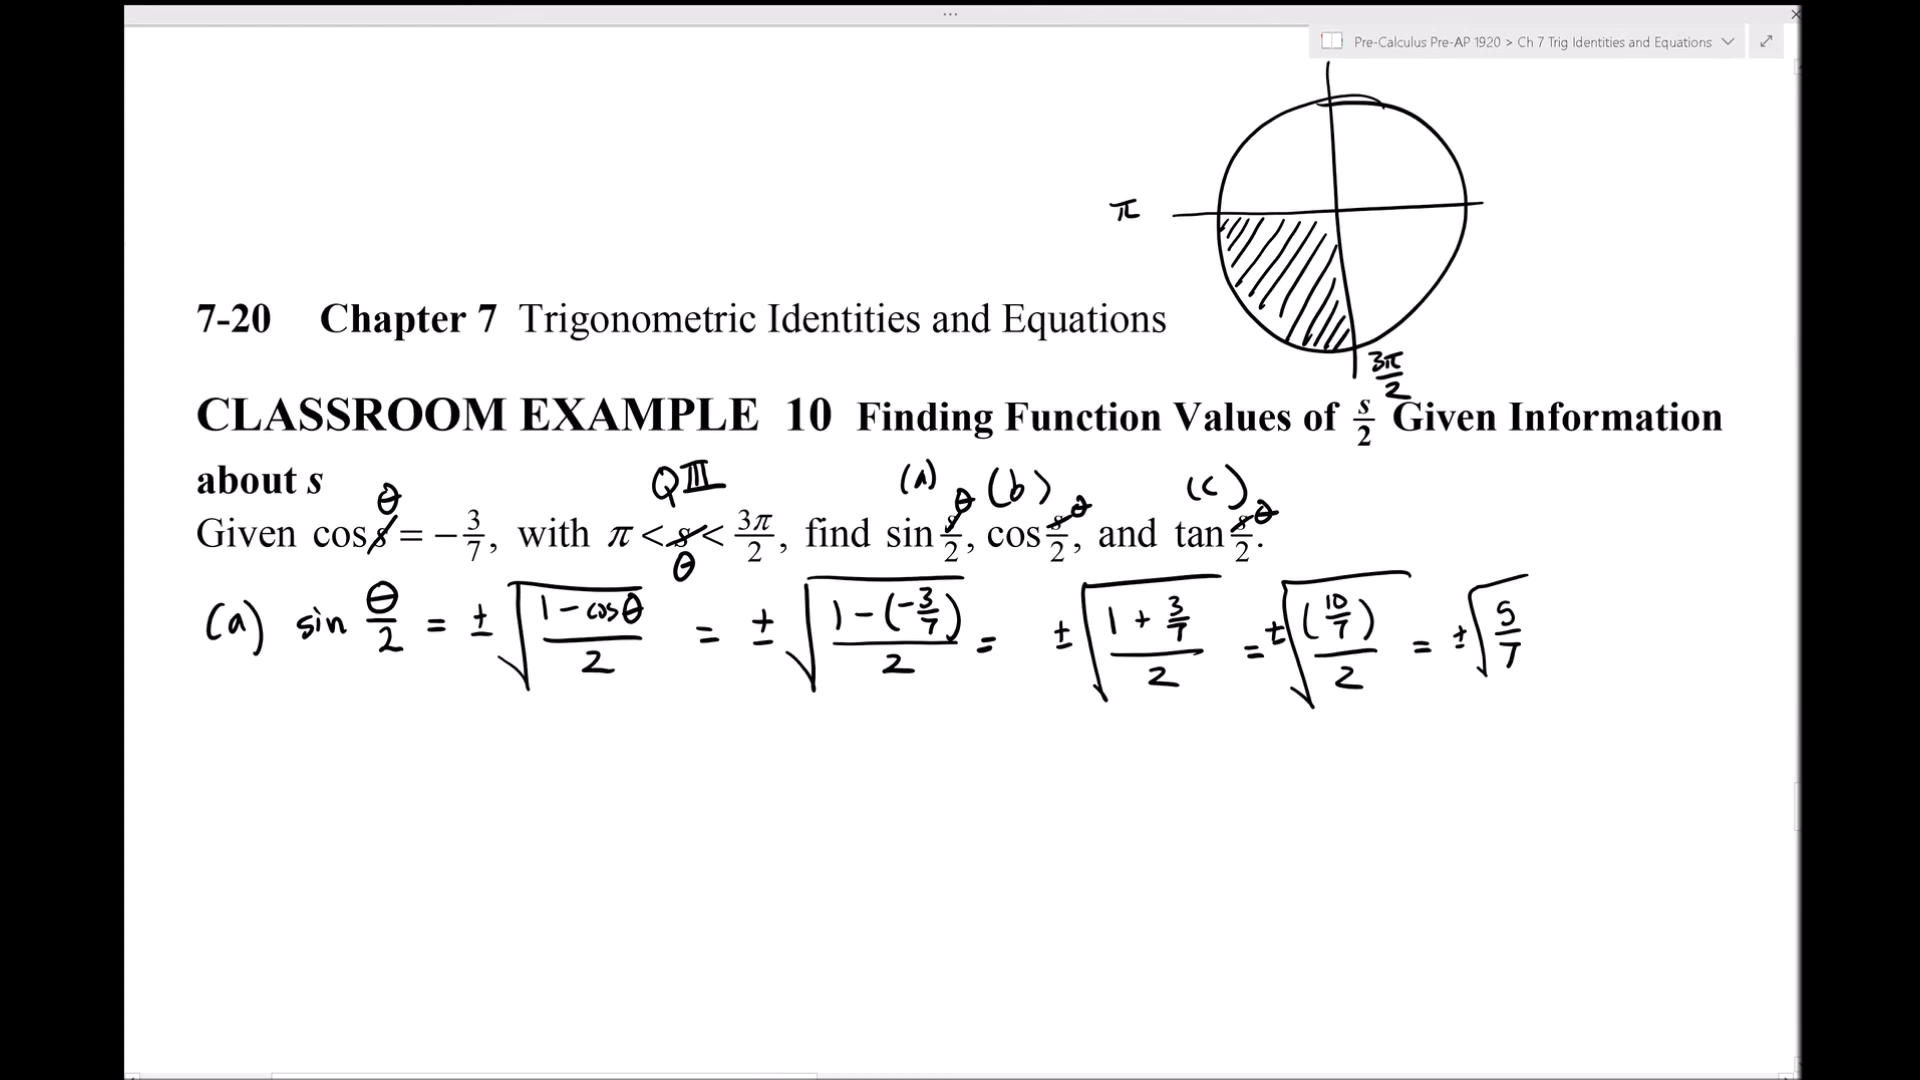 Pre-Calculus Pre-AP 1920 > Ch 7 Trig Identities and Equations
π
3π/2
7-20 Chapter 7 Trigonometric Identities and Equations
CLASSROOM EXAMPLE 10 Finding Function Values of s/2 Given Information
about s
θ QIII (a) θ (b) θ (c) θ
Given cos s = −3/7, with π < s < 3π/2, find sin s/2, cos s/2, and tan s/2.
θ
(a) sin θ/2 = ± √((1 − cosθ)/2) = ± √((1 − (−3/7))/2) = ± √((1 + 3/7)/2) = ± √((10/7)/2) = ± √(5/7)